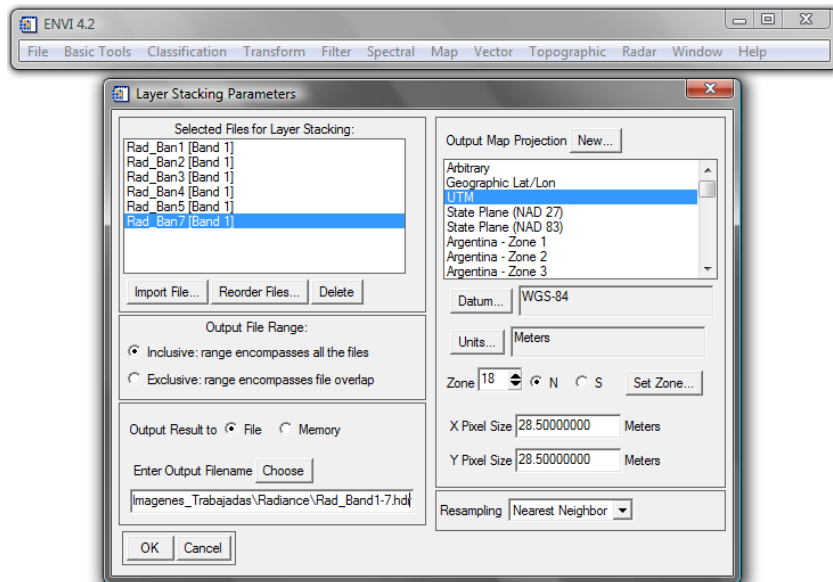 ENVI 4.2
File Basic Tools Classification Transform Filter Spectral Map Vector Topographic Radar Window Help
Layer Stacking Parameters
Selected Files for Layer Stacking:
Rad_Ban1 [Band 1]
Rad_Ban2 [Band 1]
Rad_Ban3 [Band 1]
Rad_Ban4 [Band 1]
Rad_Ban5 [Band 1]
Rad_Ban7 [Band 1]
Import File... Reorder Files... Delete
Output File Range:
Inclusive: range encompasses all the files
Exclusive: range encompasses file overlap
Output Result to File Memory
Enter Output Filename Choose
Imagenes_Trabajadas\Radiance\Rad_Band1-7.hdr
OK Cancel
Output Map Projection New...
Arbitrary
Geographic Lat/Lon
UTM
State Plane (NAD 27)
State Plane (NAD 83)
Argentina - Zone 1
Argentina - Zone 2
Argentina - Zone 3
Datum... WGS-84
Units... Meters
Zone 18 N S Set Zone...
X Pixel Size 28.50000000 Meters
Y Pixel Size 28.50000000 Meters
Resampling Nearest Neighbor